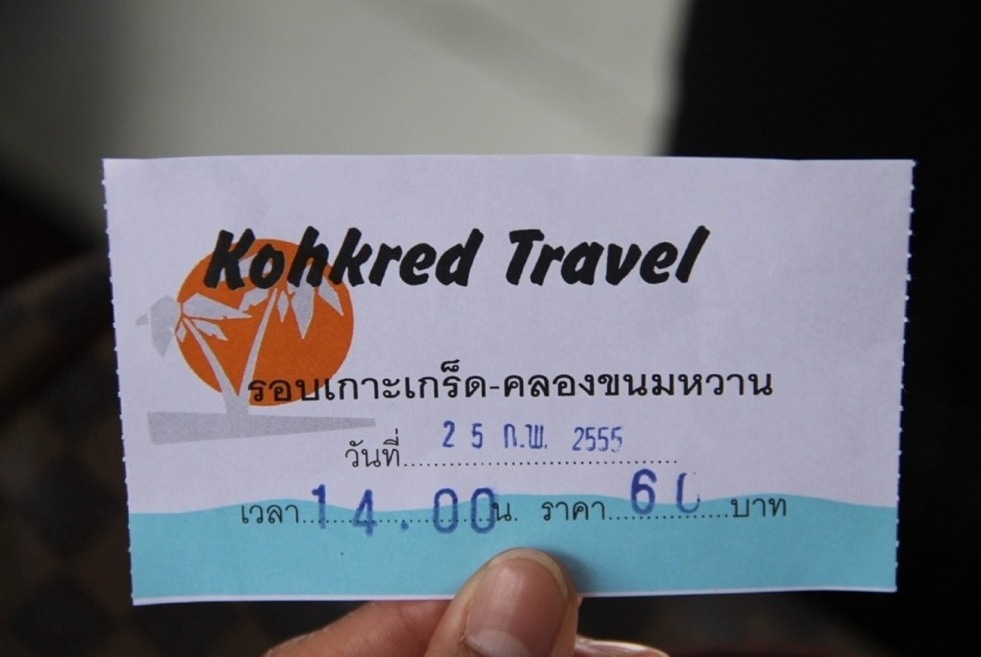 Kohkred Travel
รอบเกาะเกร็ด-คลองขนมหวาน
วันที่ 25 ก.พ. 2555
เวลา 14.00 น. ราคา 60 บาท